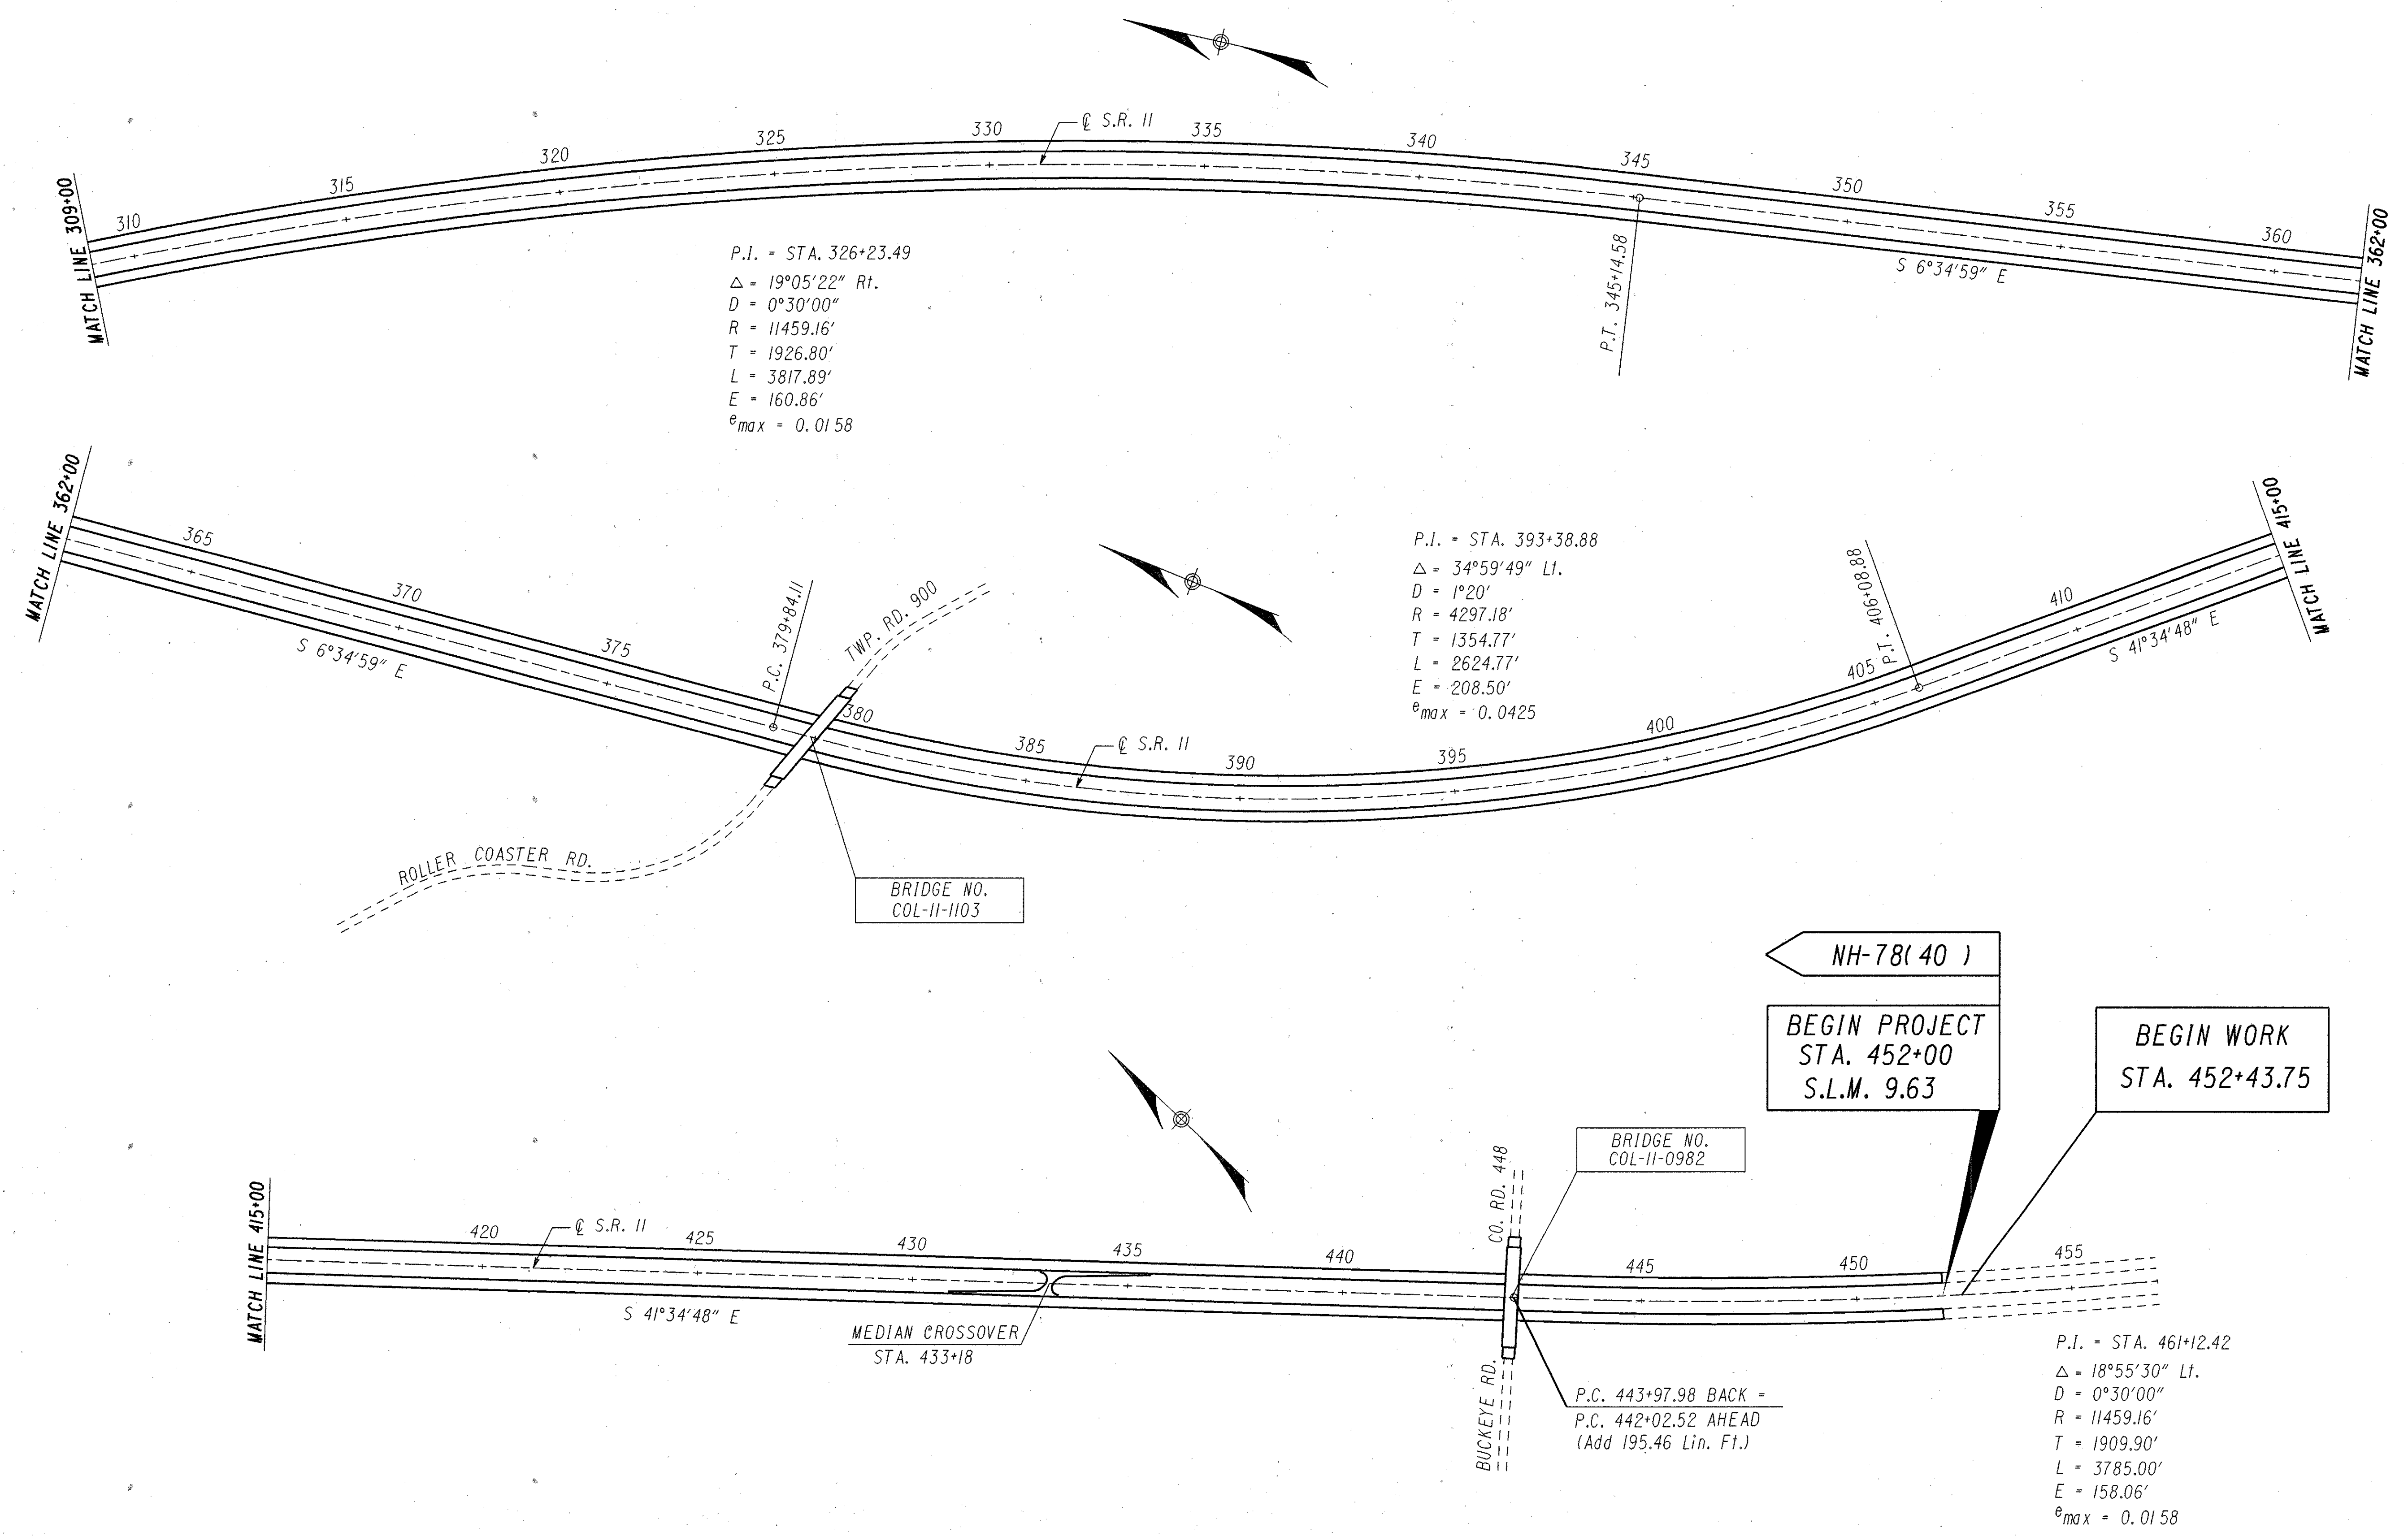 ℄ S.R. 11
310
315
320
325
330
335
340
345
350
355
360
MATCH LINE 309+00
MATCH LINE 362+00
P.I. = STA. 326+23.49
△ = 19°05'22" Rt.
D = 0°30'00"
R = 11459.16'
T = 1926.80'
L = 3817.89'
E = 160.86'
emax = 0.0158
P.T. 345+14.58
S 6°34'59" E
MATCH LINE 362+00
365
370
375
380
385
390
395
400
405
410
S 6°34'59" E
P.C. 379+84.11
TWP. RD. 900
℄ S.R. 11
P.I. = STA. 393+38.88
△ = 34°59'49" Lt.
D = 1°20'
R = 4297.18'
T = 1354.77'
L = 2624.77'
E = 208.50'
emax = 0.0425
P.T. 406+08.88
S 41°34'48" E
MATCH LINE 415+00
ROLLER COASTER RD.
BRIDGE NO.
COL-11-1103
NH-78( 40 )
BEGIN PROJECT
STA. 452+00
S.L.M. 9.63
BEGIN WORK
STA. 452+43.75
MATCH LINE 415+00
420
℄ S.R. 11
425
430
435
440
445
450
455
S 41°34'48" E
MEDIAN CROSSOVER
STA. 433+18
CO. RD. 448
BUCKEYE RD.
BRIDGE NO.
COL-11-0982
P.C. 443+97.98 BACK =
P.C. 442+02.52 AHEAD
(Add 195.46 Lin. Ft.)
P.I. = STA. 461+12.42
△ = 18°55'30" Lt.
D = 0°30'00"
R = 11459.16'
T = 1909.90'
L = 3785.00'
E = 158.06'
emax = 0.0158